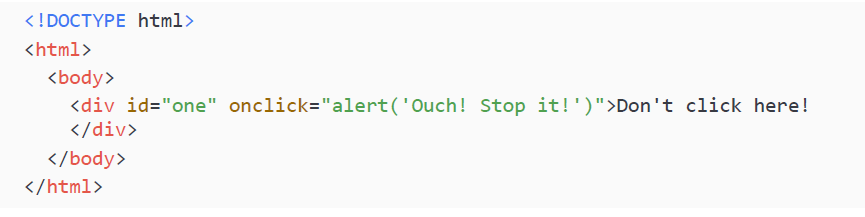 <!DOCTYPE html>
<html>
<body>
<div id="one" onclick="alert('Ouch! Stop it!')">Don't click here!
</div>
</body>
</html>